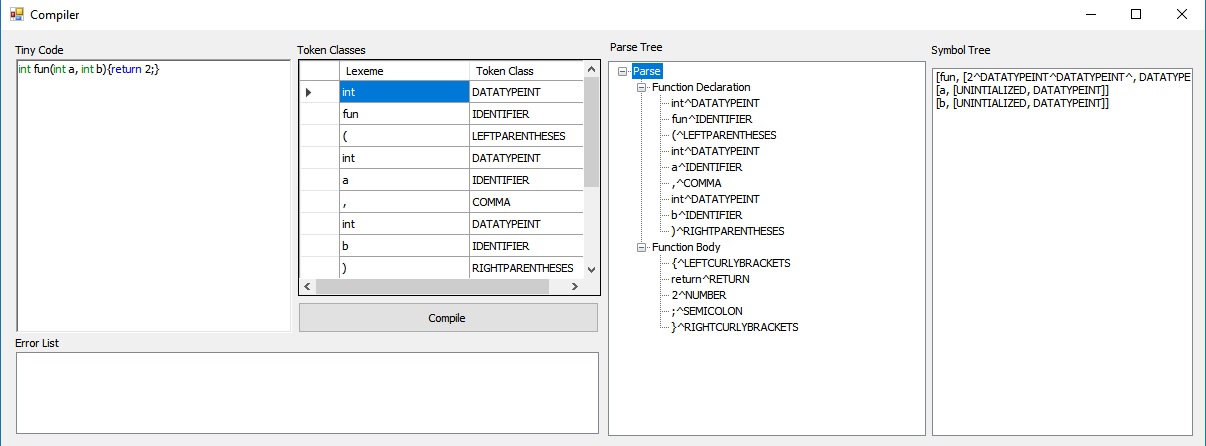 Compiler
Tiny Code
int fun(int a, int b){return 2;}
Token Classes
Lexeme Token Class
int DATATYPEINT
fun IDENTIFIER
( LEFTPARENTHESES
int DATATYPEINT
a IDENTIFIER
, COMMA
int DATATYPEINT
b IDENTIFIER
) RIGHTPARENTHESES
Compile
Error List
Parse Tree
Parse
Function Declaration
int^DATATYPEINT
fun^IDENTIFIER
(^LEFTPARENTHESES
int^DATATYPEINT
a^IDENTIFIER
,^COMMA
int^DATATYPEINT
b^IDENTIFIER
)^RIGHTPARENTHESES
Function Body
{^LEFTCURLYBRACKETS
return^RETURN
2^NUMBER
;^SEMICOLON
}^RIGHTCURLYBRACKETS
Symbol Tree
[fun, [2^DATATYPEINT^DATATYPEINT^, DATATYPE
[a, [UNINTIALIZED, DATATYPEINT]]
[b, [UNINTIALIZED, DATATYPEINT]]